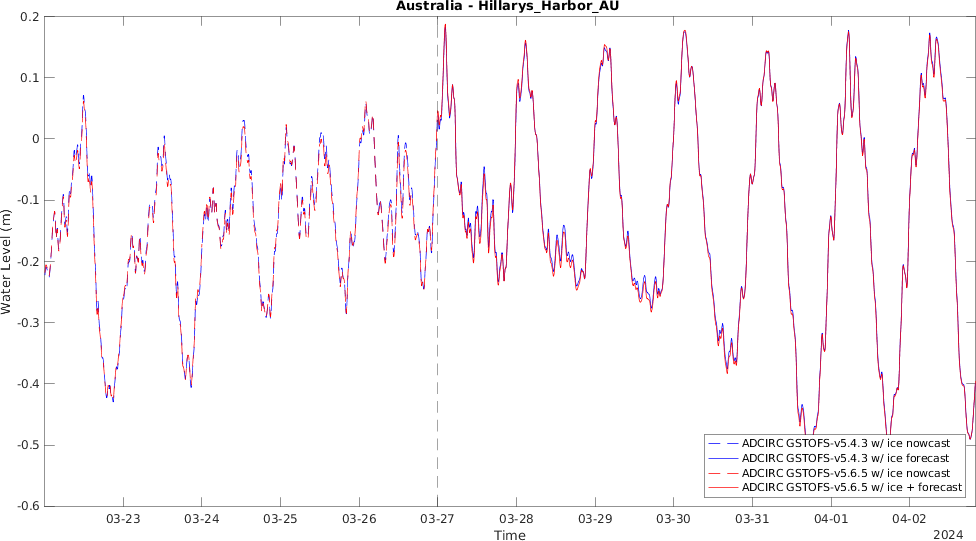 Australia - Hillarys_Harbor_AU
0.2
0.1
0
-0.1
-0.2
-0.3
-0.4
-0.5
-0.6
Water Level (m)
ADCIRC GSTOFS-v5.4.3 w/ ice nowcast
ADCIRC GSTOFS-v5.4.3 w/ ice forecast
ADCIRC GSTOFS-v5.6.5 w/ ice nowcast
ADCIRC GSTOFS-v5.6.5 w/ ice + forecast
03-23 03-24 03-25 03-26 03-27 03-28 03-29 03-30 03-31 04-01 04-02
Time
2024